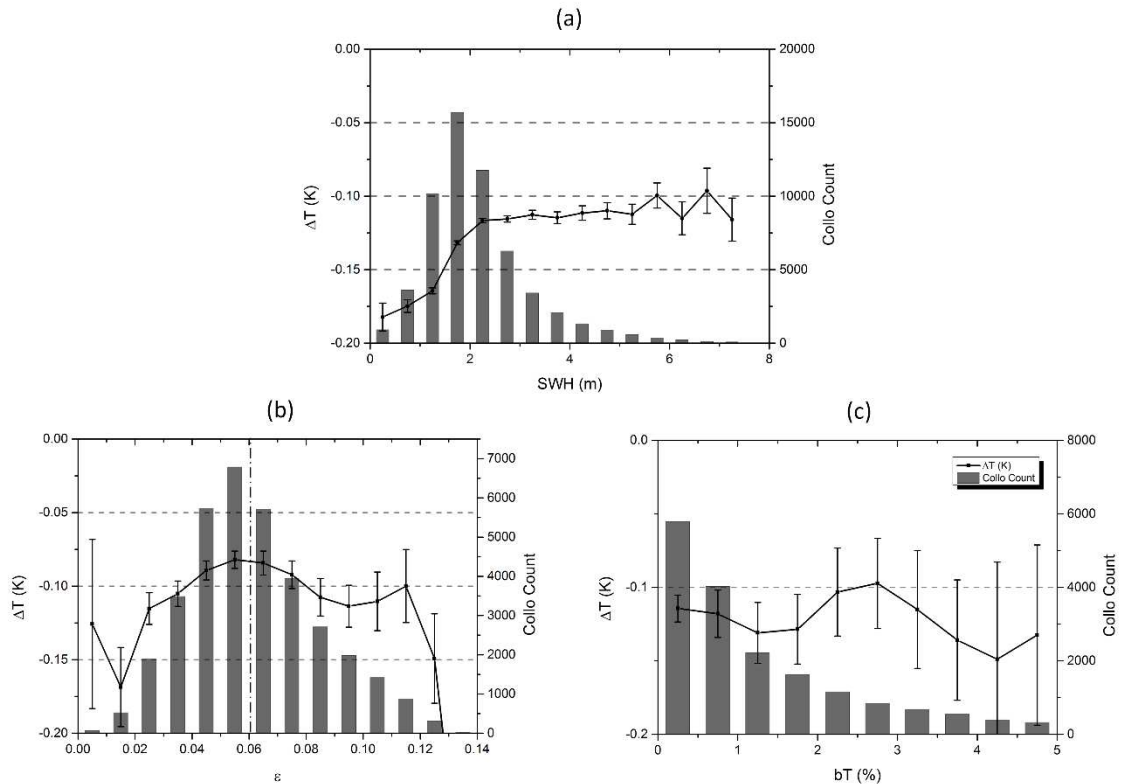 (a)
0.00
-0.05
-0.10
-0.15
-0.20
ΔT (K)
20000
15000
10000
5000
0
Collo Count
0 2 4 6 8
SWH (m)
(b)
0.00
-0.05
-0.10
-0.15
-0.20
ΔT (K)
7000
6000
5000
4000
3000
2000
1000
0
Collo Count
0.00 0.02 0.04 0.06 0.08 0.10 0.12 0.14
ε
(c)
0.0
-0.1
-0.2
ΔT (K)
ΔT (K)
Collo Count
8000
6000
4000
2000
0
Collo Count
0 1 2 3 4 5
bT (%)